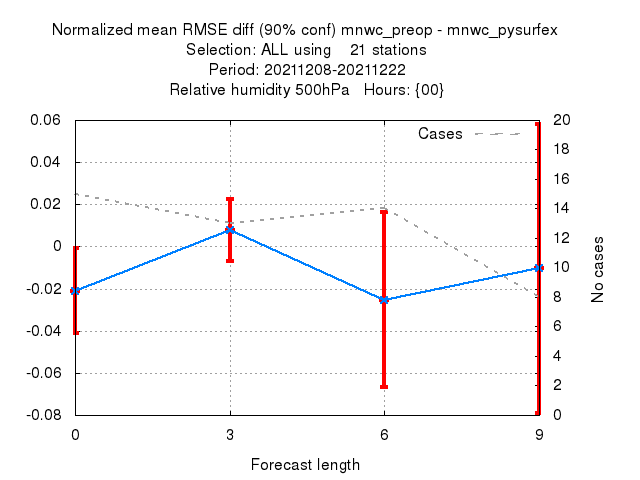 Normalized mean RMSE diff (90% conf) mnwc_preop - mnwc_pysurfex
Selection: ALL using    21 stations
Period: 20211208-20211222
Relative humidity 500hPa   Hours: {00}
Cases
0.06
0.04
0.02
0
-0.02
-0.04
-0.06
-0.08
20
18
16
14
12
10
8
6
4
2
0
No cases
0 3 6 9
Forecast length